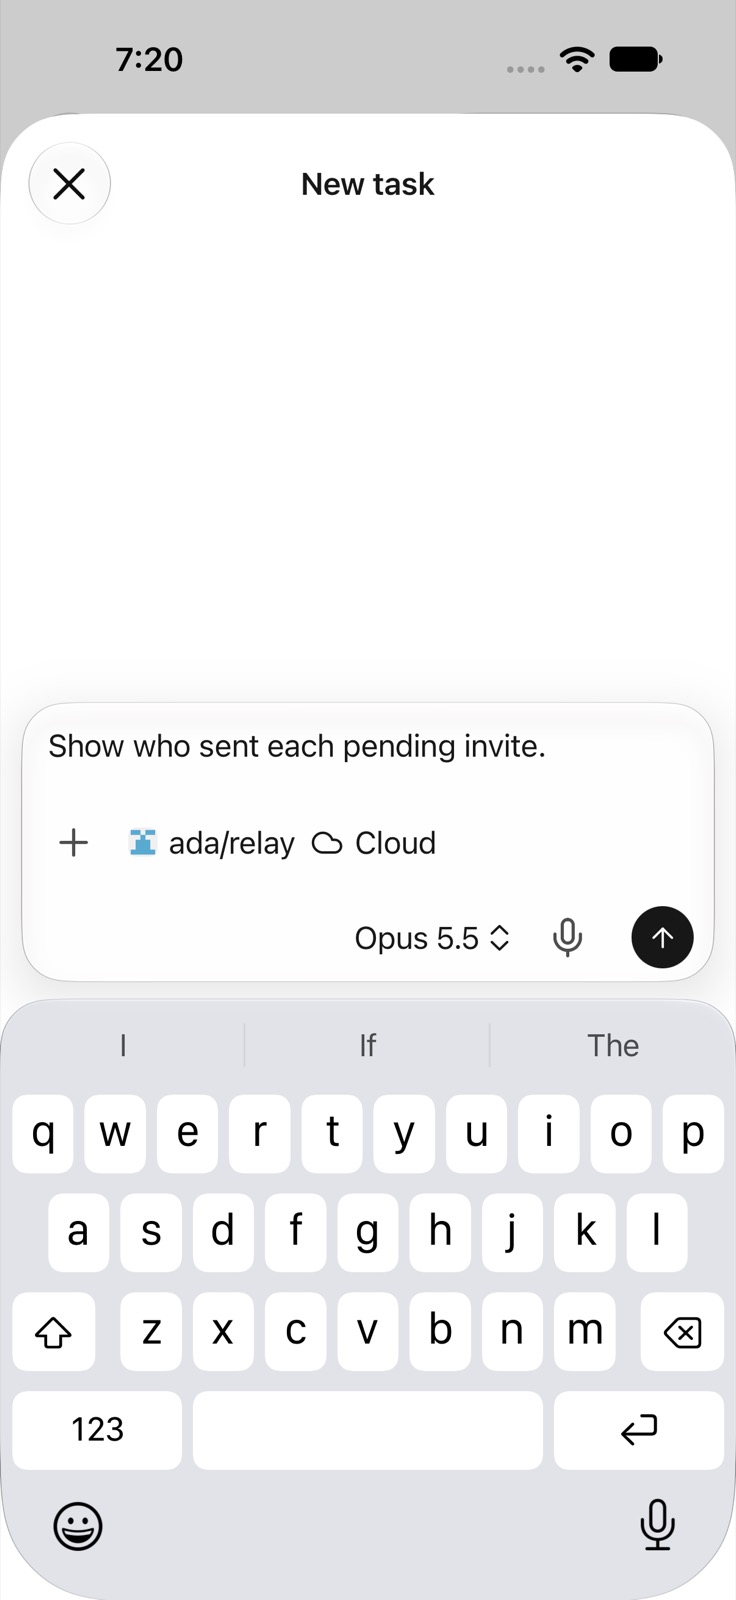 7:20
New task
Show who sent each pending invite.
ada/relay Cloud
Opus 5.5
I If The
q w e r t y u i o p
a s d f g h j k l
z x c v b n m
123